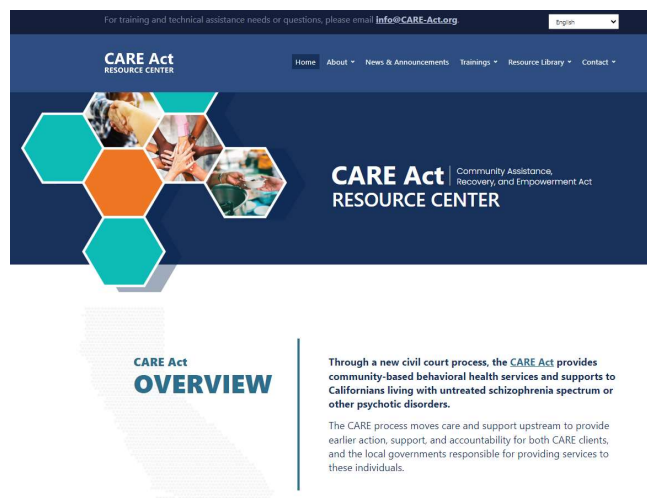 For training and technical assistance needs or questions, please email info@CARE-Act.org.
English
CARE Act
RESOURCE CENTER
Home About News & Announcements Trainings Resource Library Contact
CARE Act
Community Assistance,
Recovery, and Empowerment Act
RESOURCE CENTER
CARE Act
OVERVIEW
Through a new civil court process, the CARE Act provides
community-based behavioral health services and supports to
Californians living with untreated schizophrenia spectrum or
other psychotic disorders.
The CARE process moves care and support upstream to provide
earlier action, support, and accountability for both CARE clients,
and the local governments responsible for providing services to
these individuals.